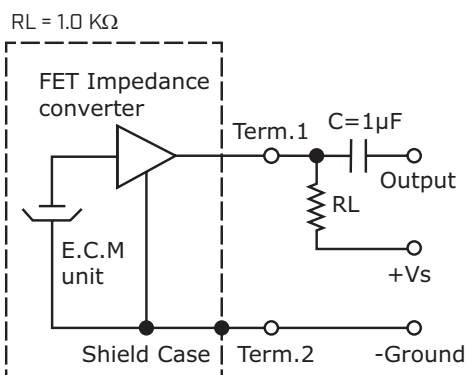 RL = 1.0 KΩ
FET Impedance
converter
Term.1
C=1µF
Output
RL
E.C.M
unit
+Vs
Shield Case
Term.2
-Ground